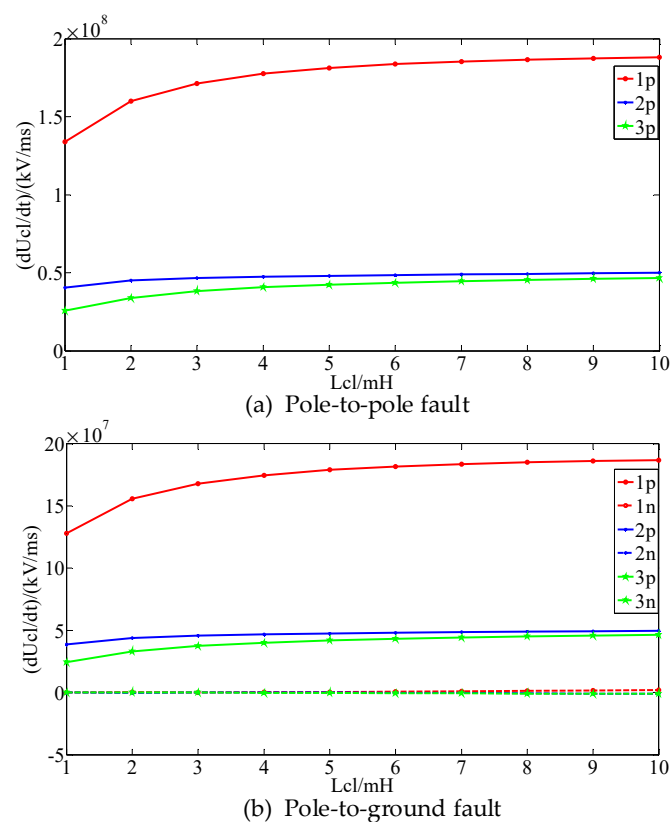 ×10^8
2
1.5
1
0.5
0
(dUcl/dt)/(kV/ms)
1p
2p
3p
1 2 3 4 5 6 7 8 9 10
Lcl/mH
(a) Pole-to-pole fault
×10^7
20
15
10
5
0
-5
(dUcl/dt)/(kV/ms)
1p
1n
2p
2n
3p
3n
1 2 3 4 5 6 7 8 9 10
Lcl/mH
(b) Pole-to-ground fault